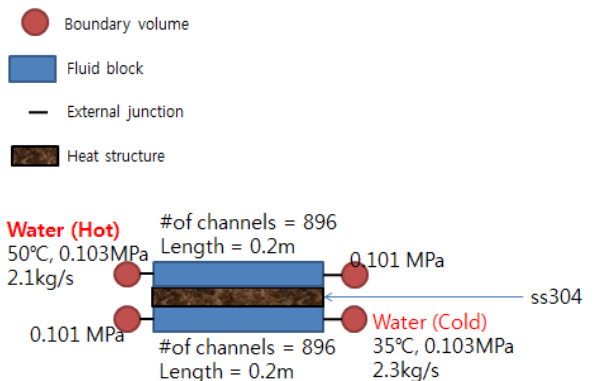 Boundary volume
Fluid block
External junction
Heat structure
Water (Hot)
50℃, 0.103MPa
2.1kg/s
#of channels = 896
Length = 0.2m
0.101 MPa
ss304
0.101 MPa
#of channels = 896
Length = 0.2m
Water (Cold)
35℃, 0.103MPa
2.3kg/s